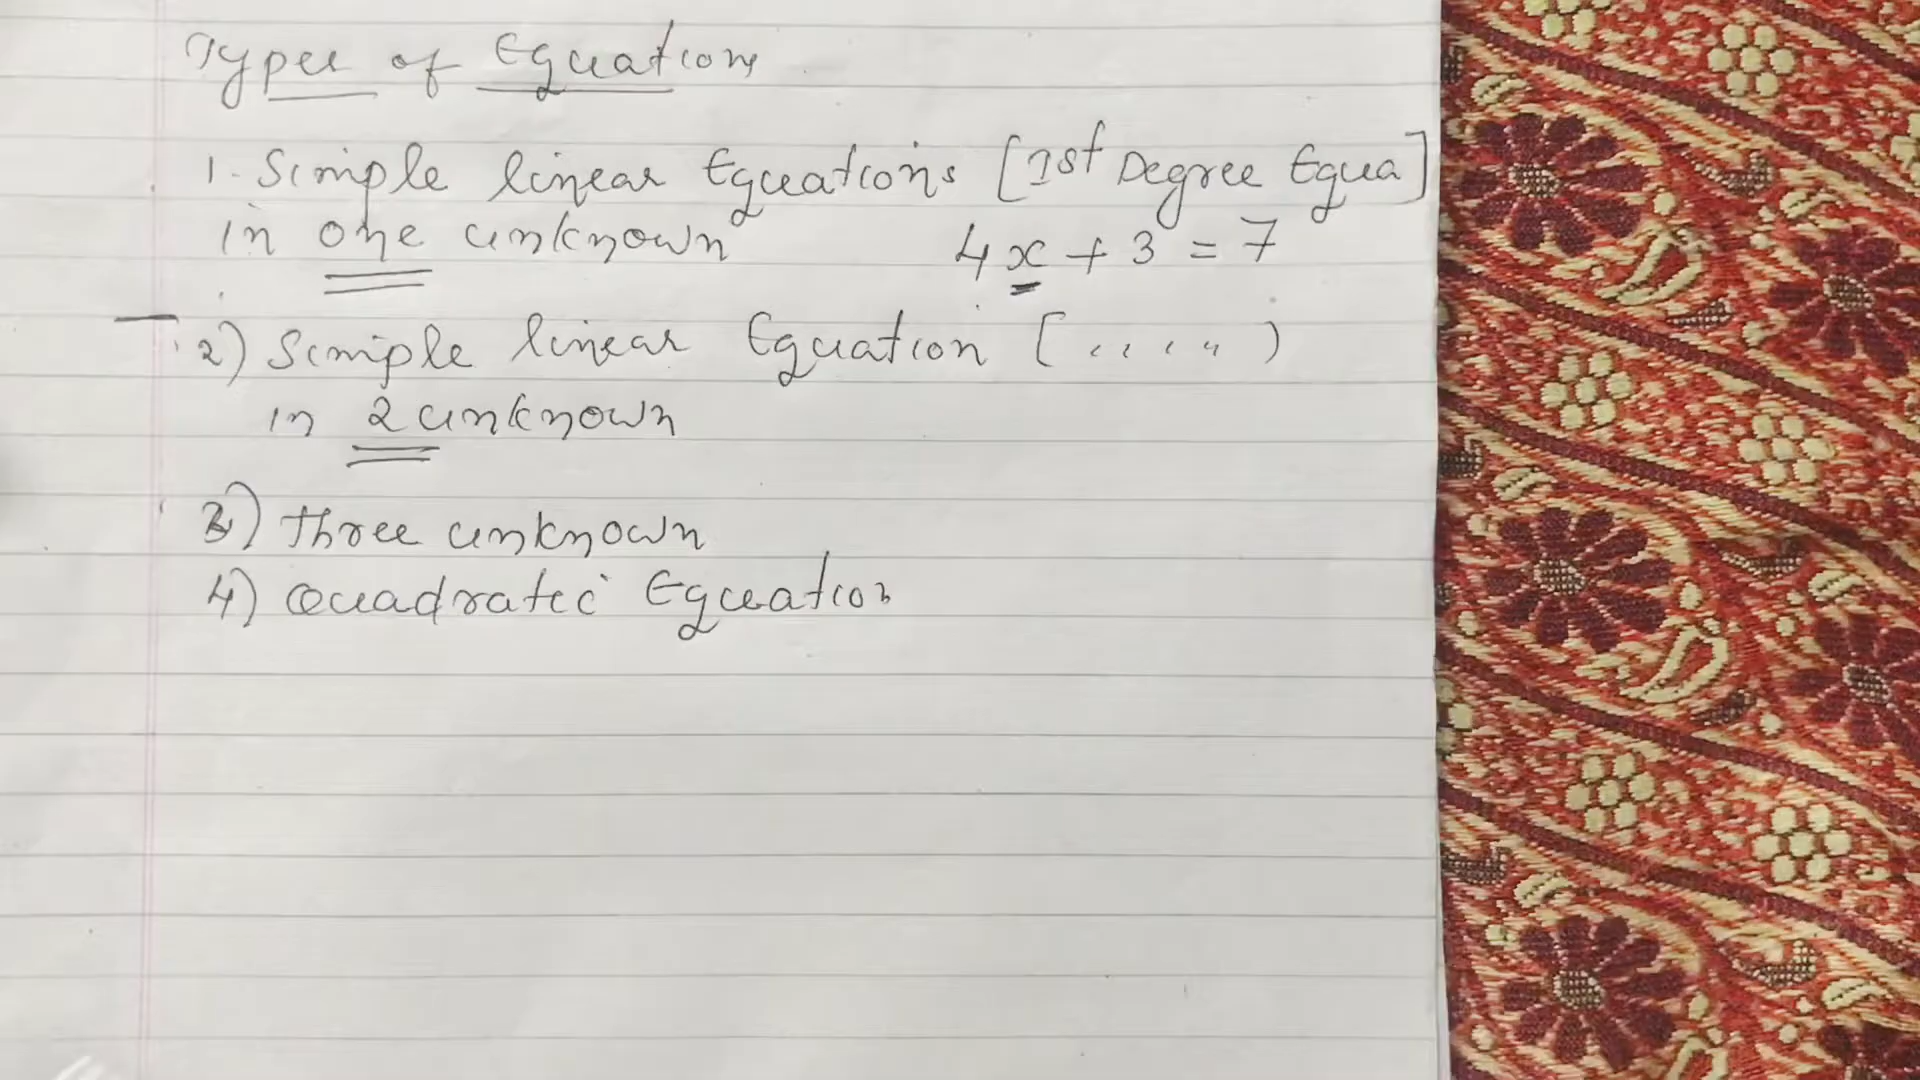 Types of Equations
1. Simple linear Equations [1st Degree Equa]
in one unknown 4x + 3 = 7
2) Simple linear Equation [ " " )
in 2 unknown
3) three unknown
4) Quadratic Equation